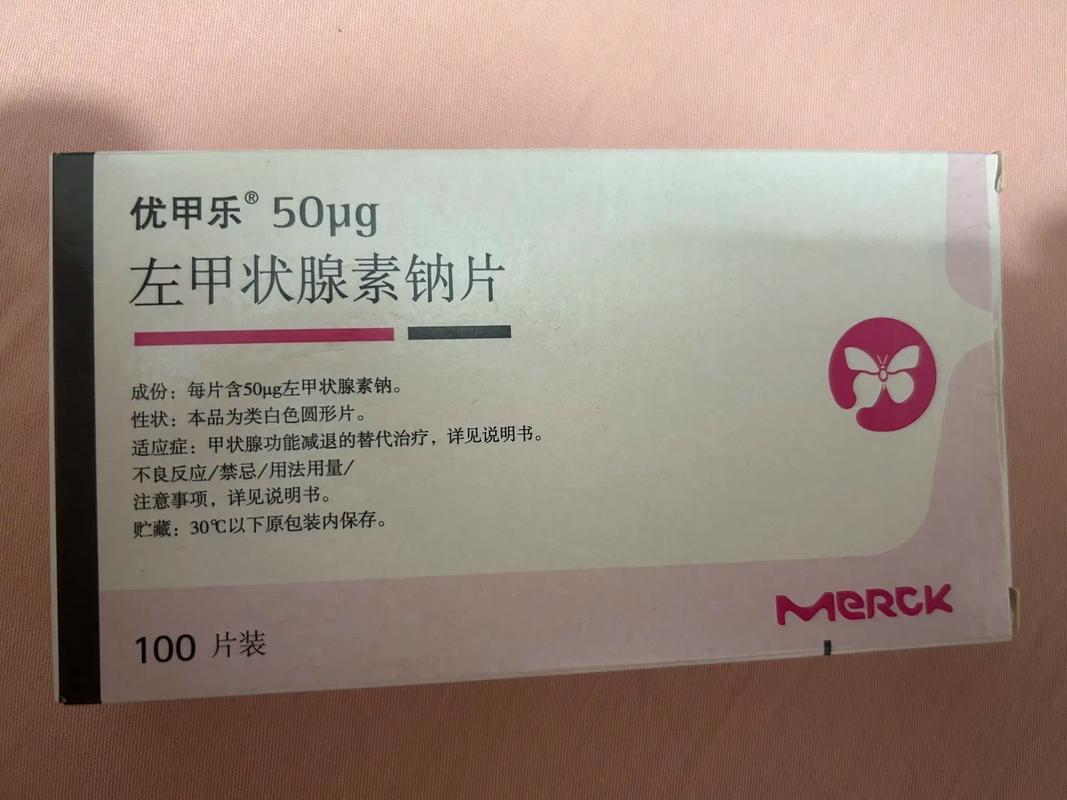 优甲乐® 50μg
左甲状腺素钠片
成份：每片含50μg左甲状腺素钠。
性状：本品为类白色圆形片。
适应症：甲状腺功能减退的替代治疗，详见说明书。
不良反应/禁忌/用法用量/
注意事项，详见说明书。
贮藏：30℃以下原包装内保存。
MERCK
100 片装